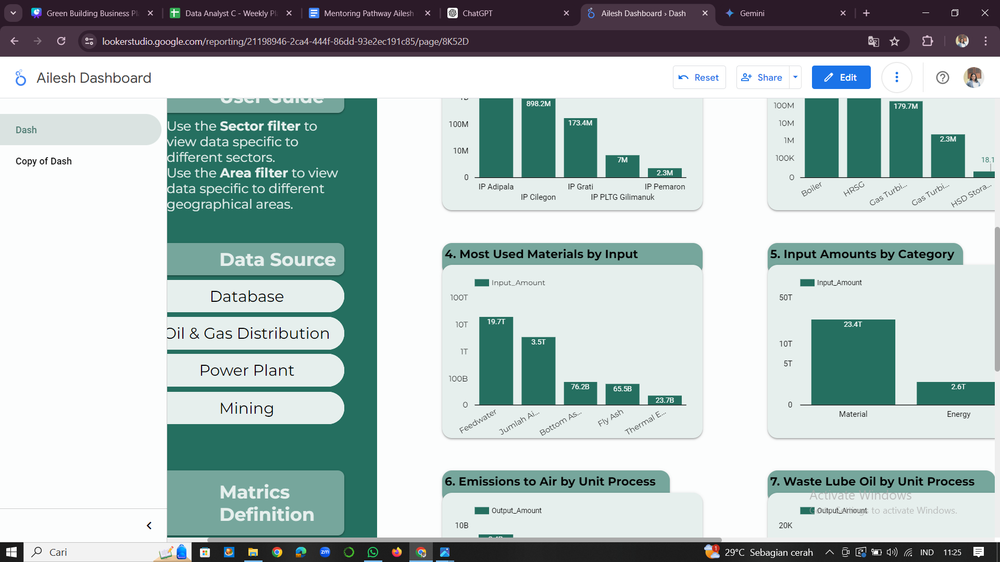 Green Building Business Pl
Data Analyst C - Weekly Pl
Mentoring Pathway Ailesh
ChatGPT
Ailesh Dashboard › Dash
Gemini
lookerstudio.google.com/reporting/21198946-2ca4-444f-86dd-93e2ec191c85/page/8K52D
Ailesh Dashboard
Reset
Share
Edit
Dash
Copy of Dash
User Guide
Use the Sector filter to
view data specific to
different sectors.
Use the Area filter to view
data specific to different
geographical areas.
Data Source
Database
Oil & Gas Distribution
Power Plant
Mining
Matrics
Definition
1B
100M
10M
0
898.2M
173.4M
7M
2.3M
IP Adipala
IP Cilegon
IP Grati
IP PLTG Gilimanuk
IP Pemaron
100M
10M
1M
100K
0
179.7M
2.3M
18.1
Boiler
HRSG
Gas Turbi...
Gas Turbi...
HSD Stora...
4. Most Used Materials by Input
Input_Amount
100T
10T
1T
100B
0
19.7T
3.5T
76.2B
65.5B
23.7B
Feedwater
Jumlah Ai...
Bottom As...
Fly Ash
Thermal E...
5. Input Amounts by Category
Input_Amount
50T
10T
5T
0
23.4T
2.6T
Material
Energy
6. Emissions to Air by Unit Process
Output_Amount
10B
7. Waste Lube Oil by Unit Process
Output_Amount
20K
Activate Windows
Go to Settings to activate Windows.
Cari
zm
1
29°C Sebagian cerah
IND
11:25